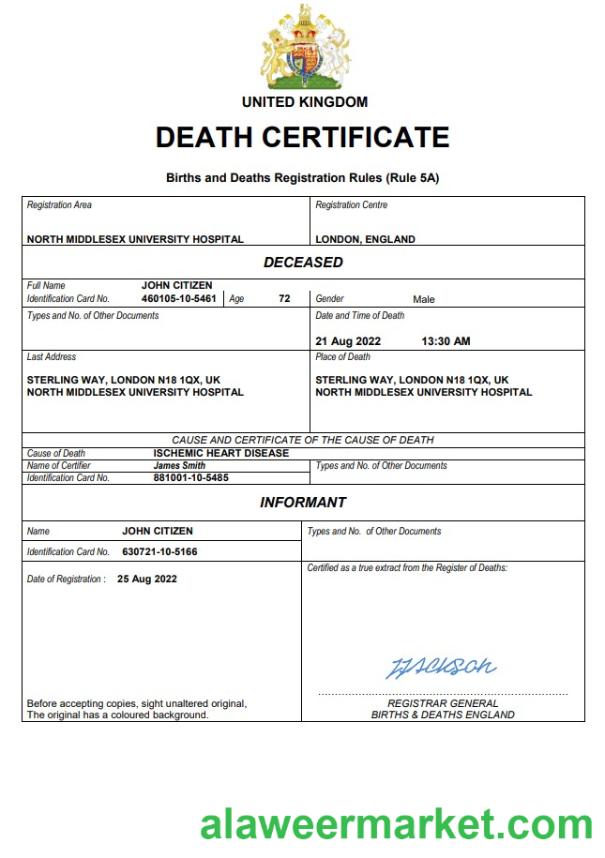 UNITED KINGDOM
DEATH CERTIFICATE
Births and Deaths Registration Rules (Rule 5A)
Registration Area
NORTH MIDDLESEX UNIVERSITY HOSPITAL
Registration Centre
LONDON, ENGLAND
DECEASED
Full Name JOHN CITIZEN
Identification Card No. 460105-10-5461 Age 72 Gender Male
Types and No. of Other Documents
Date and Time of Death
21 Aug 2022 13:30 AM
Last Address
STERLING WAY, LONDON N18 1QX, UK
NORTH MIDDLESEX UNIVERSITY HOSPITAL
Place of Death
STERLING WAY, LONDON N18 1QX, UK
NORTH MIDDLESEX UNIVERSITY HOSPITAL
CAUSE AND CERTIFICATE OF THE CAUSE OF DEATH
Cause of Death ISCHEMIC HEART DISEASE
Name of Certifier James Smith
Identification Card No. 881001-10-5485
Types and No. of Other Documents
INFORMANT
Name JOHN CITIZEN
Identification Card No. 630721-10-5166
Types and No. of Other Documents
Date of Registration : 25 Aug 2022
Before accepting copies, sight unaltered original,
The original has a coloured background.
Certified as a true extract from the Register of Deaths:
REGISTRAR GENERAL
BIRTHS & DEATHS ENGLAND
alaweermarket.com